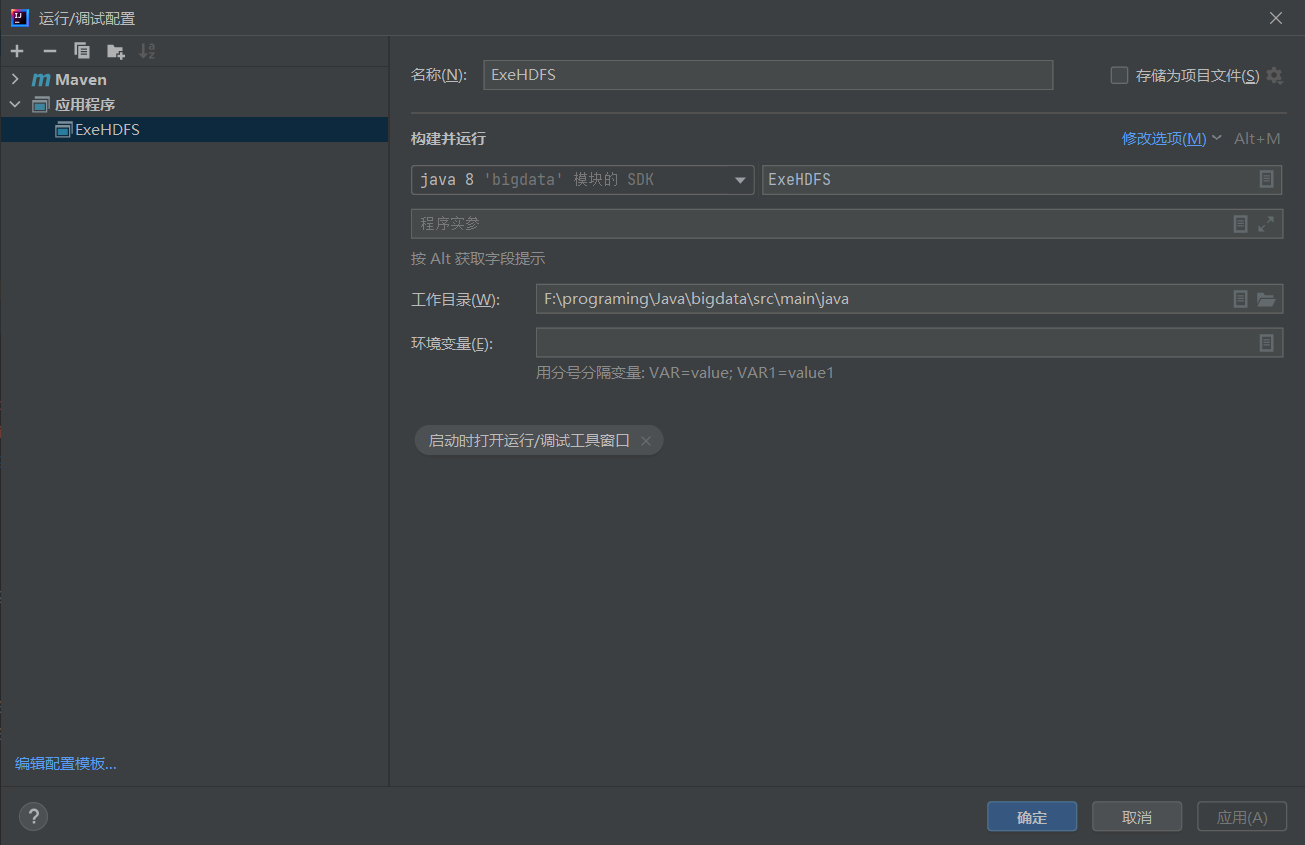 运行/调试配置
Maven
应用程序
ExeHDFS
编辑配置模板...
名称(N):
ExeHDFS
存储为项目文件(S)
构建并运行
修改选项(M)
Alt+M
java 8 'bigdata' 模块的 SDK
ExeHDFS
程序实参
按 Alt 获取字段提示
工作目录(W):
F:\programing\Java\bigdata\src\main\java
环境变量(E):
用分号分隔变量: VAR=value; VAR1=value1
启动时打开运行/调试工具窗口
?
确定
取消
应用(A)